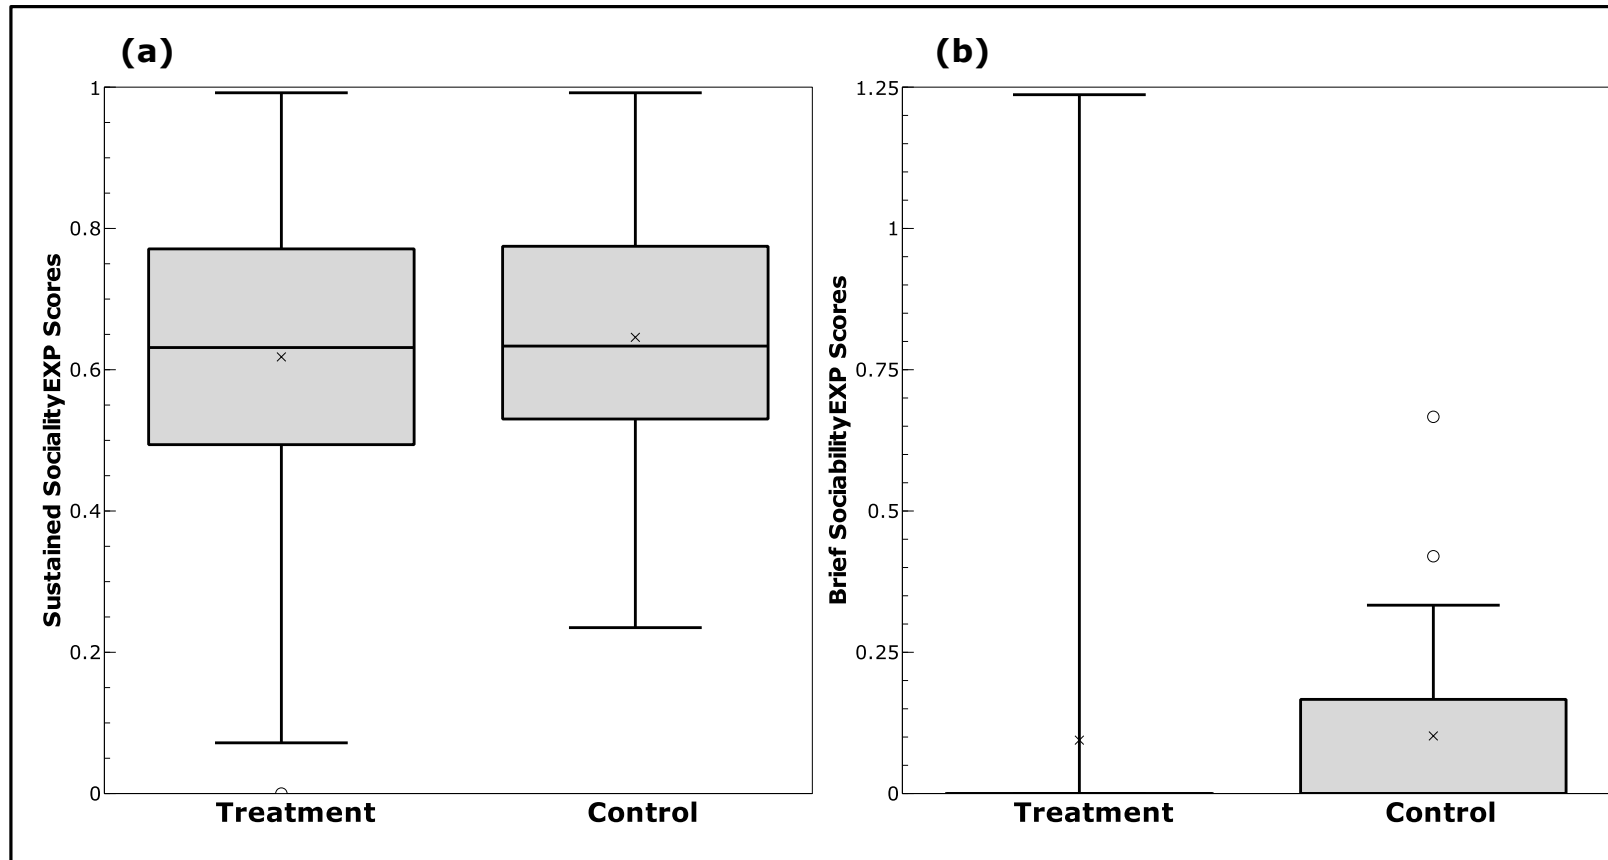 (a)
Sustained SocialityEXP Scores
1
0.8
0.6
0.4
0.2
0
Treatment
Control
(b)
Brief SociabilityEXP Scores
1.25
1
0.75
0.5
0.25
0
Treatment
Control